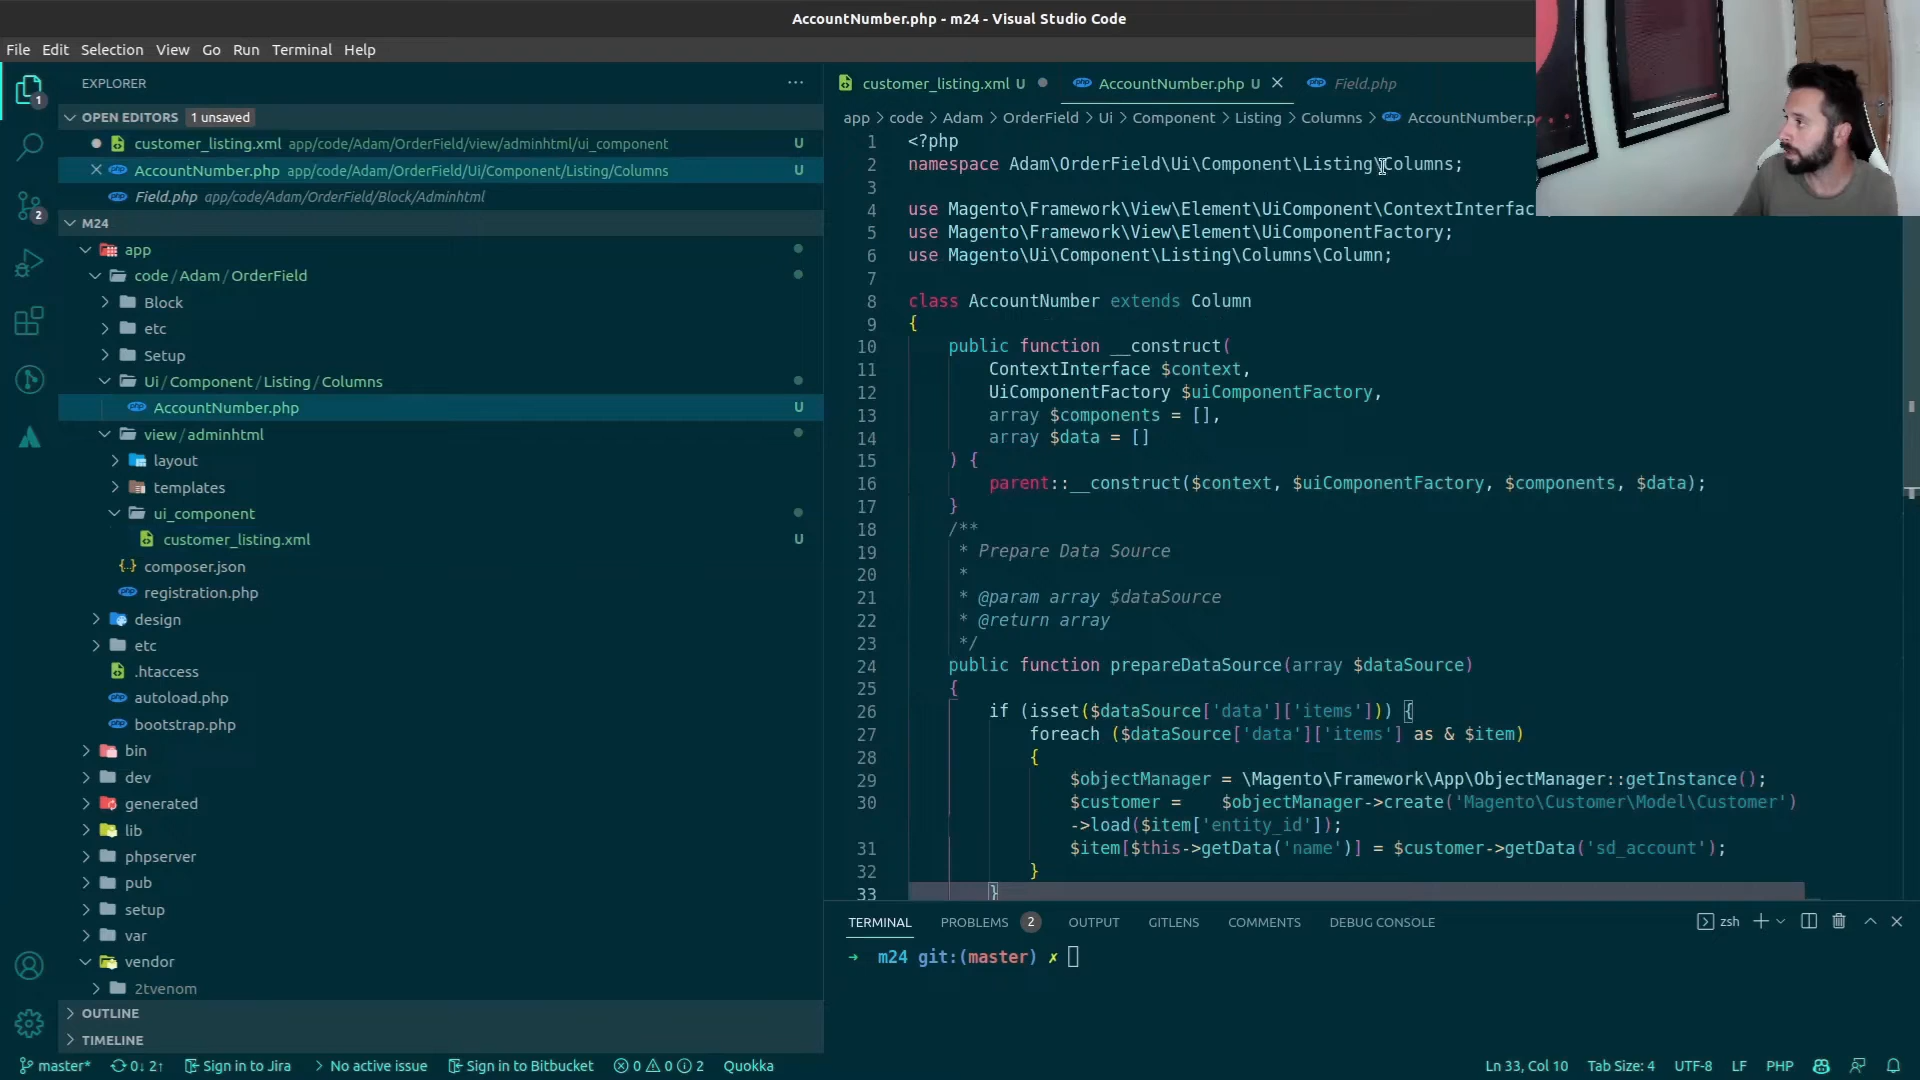 AccountNumber.php - m24 - Visual Studio Code
File Edit Selection View Go Run Terminal Help
1
2
EXPLORER
OPEN EDITORS 1 unsaved
customer_listing.xml app/code/Adam/OrderField/view/adminhtml/ui_component U
AccountNumber.php app/code/Adam/OrderField/Ui/Component/Listing/Columns U
Field.php app/code/Adam/OrderField/Block/Adminhtml
M24
app
code / Adam / OrderField
Block
etc
Setup
Ui / Component / Listing / Columns
AccountNumber.php U
view / adminhtml
layout
templates
ui_component
customer_listing.xml U
composer.json
registration.php
design
etc
.htaccess
autoload.php
bootstrap.php
bin
dev
generated
lib
phpserver
pub
setup
var
vendor
2tvenom
OUTLINE
TIMELINE
customer_listing.xml U AccountNumber.php U Field.php
app > code > Adam > OrderField > Ui > Component > Listing > Columns > AccountNumber.p
1 <?php
2 namespace Adam\OrderField\Ui\Component\Listing\Columns;
3
4 use Magento\Framework\View\Element\UiComponent\ContextInterfac
5 use Magento\Framework\View\Element\UiComponentFactory;
6 use Magento\Ui\Component\Listing\Columns\Column;
7
8 class AccountNumber extends Column
9 {
10 public function __construct(
11 ContextInterface $context,
12 UiComponentFactory $uiComponentFactory,
13 array $components = [],
14 array $data = []
15 ) {
16 parent::__construct($context, $uiComponentFactory, $components, $data);
17 }
18 /**
19 * Prepare Data Source
20 *
21 * @param array $dataSource
22 * @return array
23 */
24 public function prepareDataSource(array $dataSource)
25 {
26 if (isset($dataSource['data']['items'])) {
27 foreach ($dataSource['data']['items'] as & $item)
28 {
29 $objectManager = \Magento\Framework\App\ObjectManager::getInstance();
30 $customer = $objectManager->create('Magento\Customer\Model\Customer')
->load($item['entity_id']);
31 $item[$this->getData('name')] = $customer->getData('sd_account');
32 }
33 }
TERMINAL PROBLEMS 2 OUTPUT GITLENS COMMENTS DEBUG CONSOLE zsh
→ m24 git:(master) ✗
master* 0↓ 2↑ Sign in to Jira No active issue Sign in to Bitbucket 0 0 2 Quokka Ln 33, Col 10 Tab Size: 4 UTF-8 LF PHP